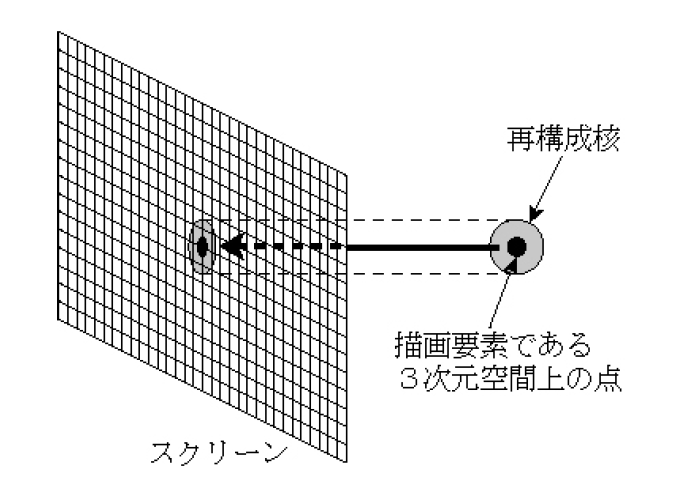 再構成核
描画要素である
３次元空間上の点
スクリーン